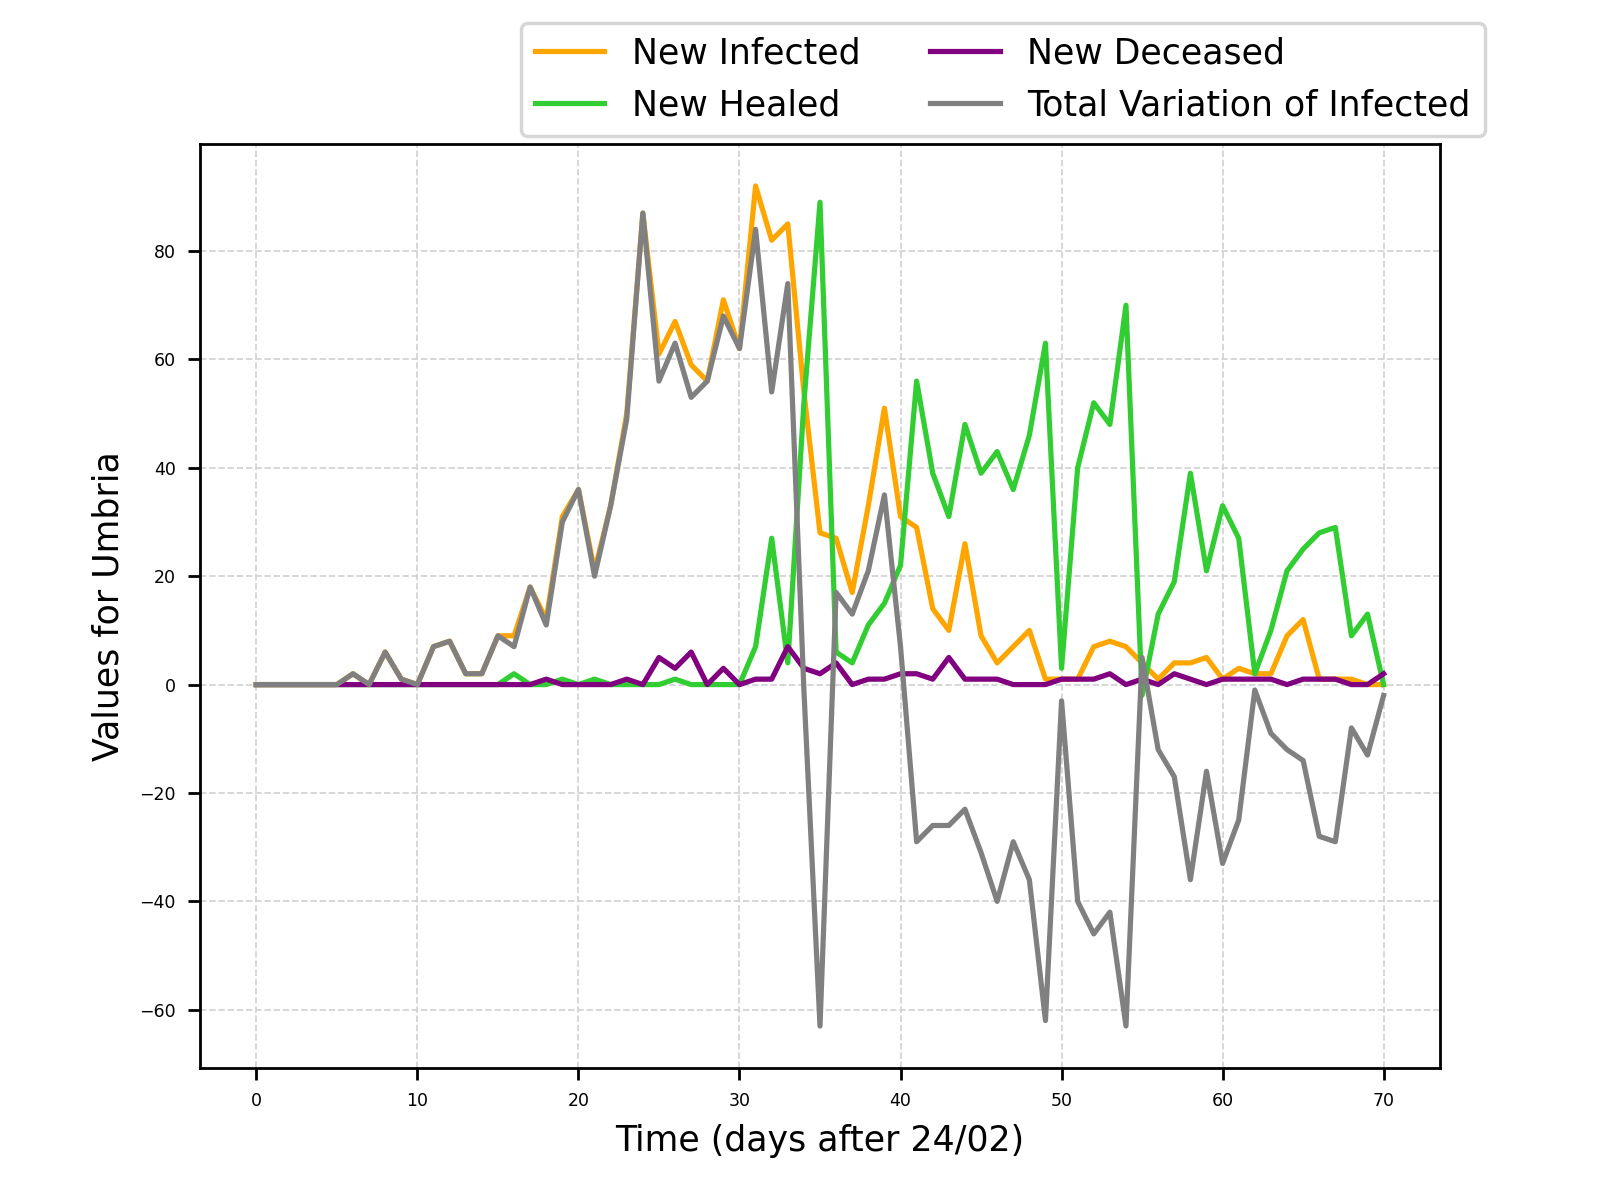 New Infected
New Healed
New Deceased
Total Variation of Infected
Values for Umbria
80
60
40
20
0
−20
−40
−60
0 10 20 30 40 50 60 70
Time (days after 24/02)